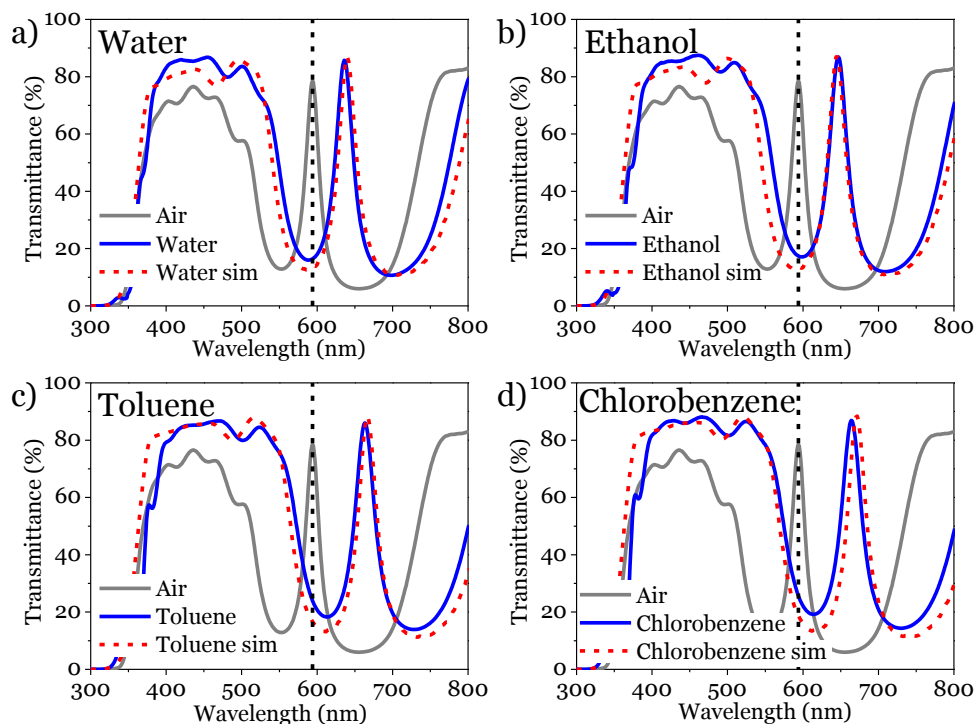 a)
Water
Transmittance (%)
100
80
60
40
20
0
Air
Water
Water sim
300 400 500 600 700 800
Wavelength (nm)
b)
Ethanol
Transmittance (%)
100
80
60
40
20
0
Air
Ethanol
Ethanol sim
300 400 500 600 700 800
Wavelength (nm)
c)
Toluene
Transmittance (%)
100
80
60
40
20
0
Air
Toluene
Toluene sim
300 400 500 600 700 800
Wavelength (nm)
d)
Chlorobenzene
Transmittance (%)
100
80
60
40
20
0
Air
Chlorobenzene
Chlorobenzene sim
300 400 500 600 700 800
Wavelength (nm)